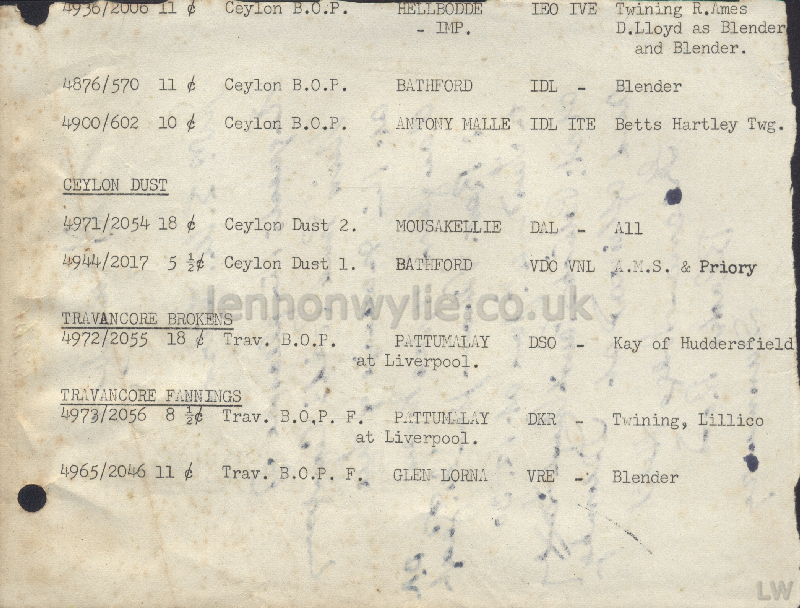 4936/2006 11 ¢ Ceylon B.O.P. HELLBODDE IEO IVE Twining R.Ames
- IMP. D.Lloyd as Blender
and Blender.
4876/570 11 ¢ Ceylon B.O.P. BATHFORD IDL - Blender
4900/602 10 ¢ Ceylon B.O.P. ANTONY MALLE IDL ITE Betts Hartley Twg.
CEYLON DUST
4971/2054 18 ¢ Ceylon Dust 2. MOUSAKELLIE DAL - All
4944/2017 5 ½¢ Ceylon Dust 1. BATHFORD VDO VNL A.M.S. & Priory
lennonwylie.co.uk
TRAVANCORE BROKENS
4972/2055 18 ¢ Trav. B.O.P. PATTUMALAY DSO - Kay of Huddersfield
at Liverpool.
TRAVANCORE FANNINGS
4973/2056 8 ½¢ Trav. B.O.P. F. PATTUMALAY DKR - Twining, Lillico
at Liverpool.
4965/2046 11 ¢ Trav. B.O.P. F. GLEN LORNA VRE - Blender
LW